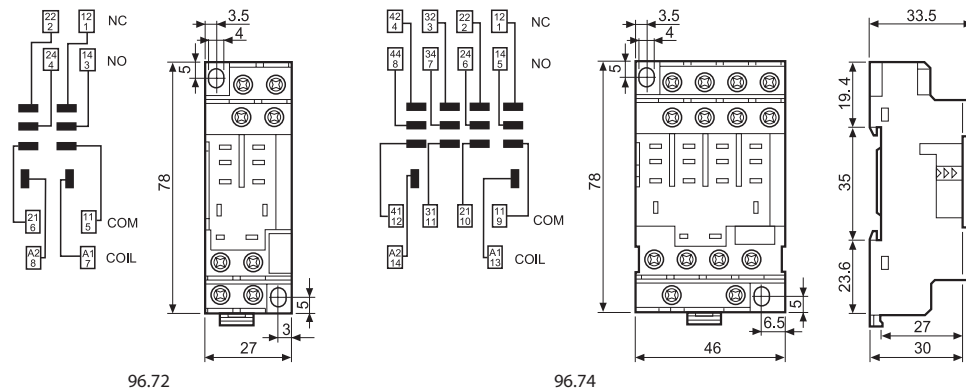 22 2 12 1 NC
24 4 14 3 NO
21 6 11 5 COM
A2 8 A1 7 COIL
3.5
4
5
78
5
3
27
96.72
42 4 32 3 22 2 12 1 NC
44 8 34 7 24 6 14 5 NO
41 12 31 11 21 10 11 9 COM
A2 14 A1 13 COIL
3.5
4
5
78
5
6.5
46
96.74
33.5
19.4
35
23.6
27
30